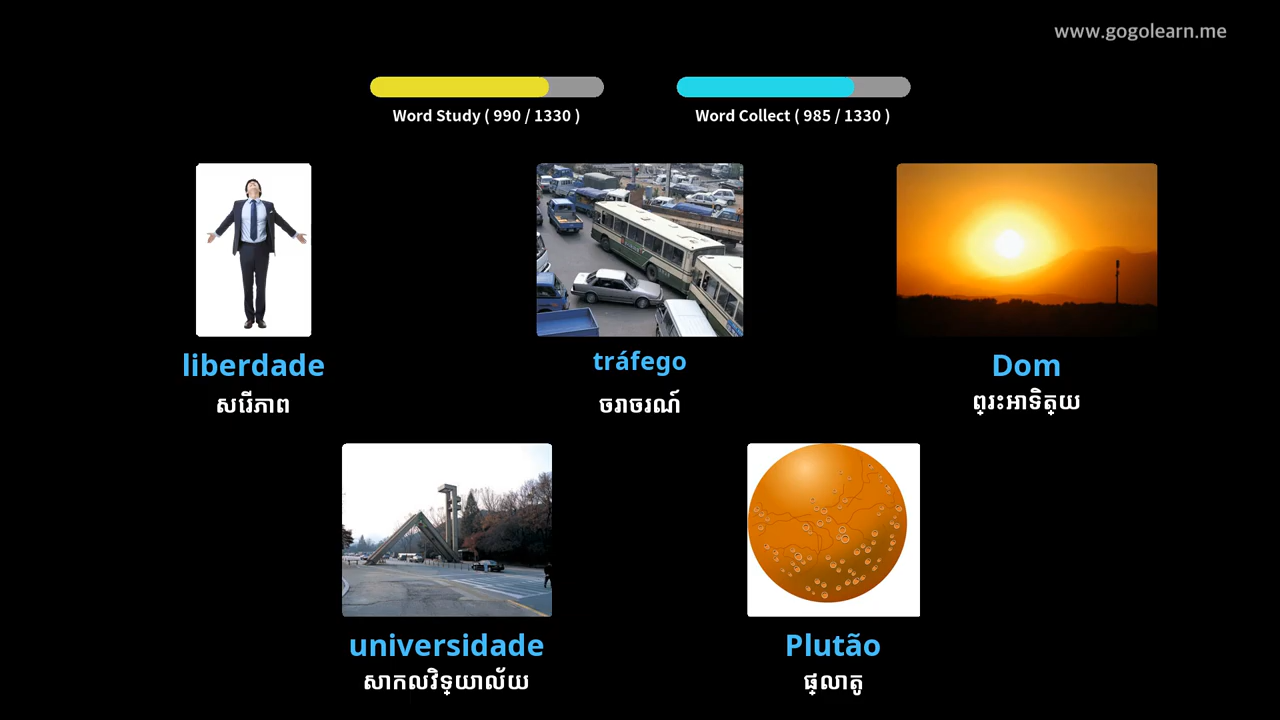 www.gogolearn.me
Word Study ( 990 / 1330 )
Word Collect ( 985 / 1330 )
liberdade
សេរីភាព
tráfego
ចរាចរណ៍
Dom
ព្រះអាទិត្យ
universidade
សាកលវិទ្យាល័យ
Plutão
ផ្លាតូ